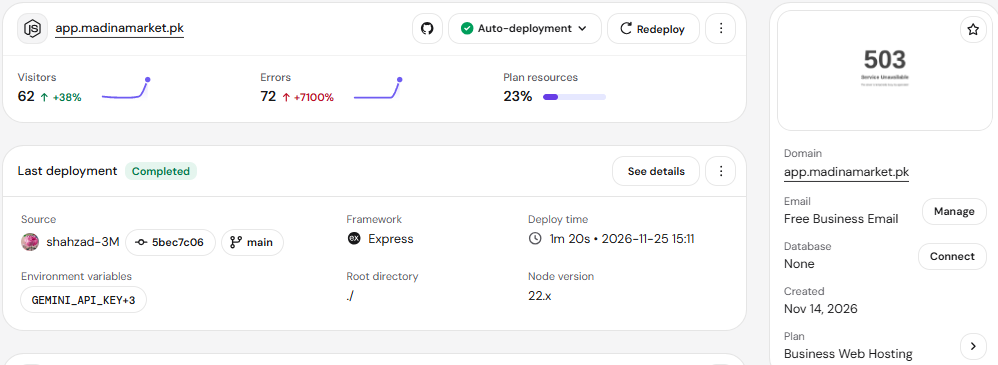 JS
app.madinamarket.pk
Auto-deployment
Redeploy
Visitors
62 ↑ +38%
Errors
72 ↑ +7100%
Plan resources
23%
Last deployment Completed
See details
Source
shahzad-3M 5bec7c06 main
Framework
ex Express
Deploy time
1m 20s • 2026-11-25 15:11
Environment variables
GEMINI_API_KEY+3
Root directory
./
Node version
22.x
503
Service Unavailable
Domain
app.madinamarket.pk
Email
Free Business Email
Manage
Database
None
Connect
Created
Nov 14, 2026
Plan
Business Web Hosting